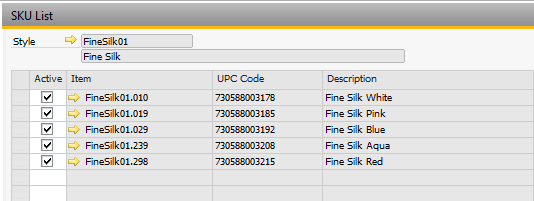 SKU List
Style FineSilk01
Fine Silk
Active Item UPC Code Description
FineSilk01.010 730588003178 Fine Silk White
FineSilk01.019 730588003185 Fine Silk Pink
FineSilk01.029 730588003192 Fine Silk Blue
FineSilk01.239 730588003208 Fine Silk Aqua
FineSilk01.298 730588003215 Fine Silk Red